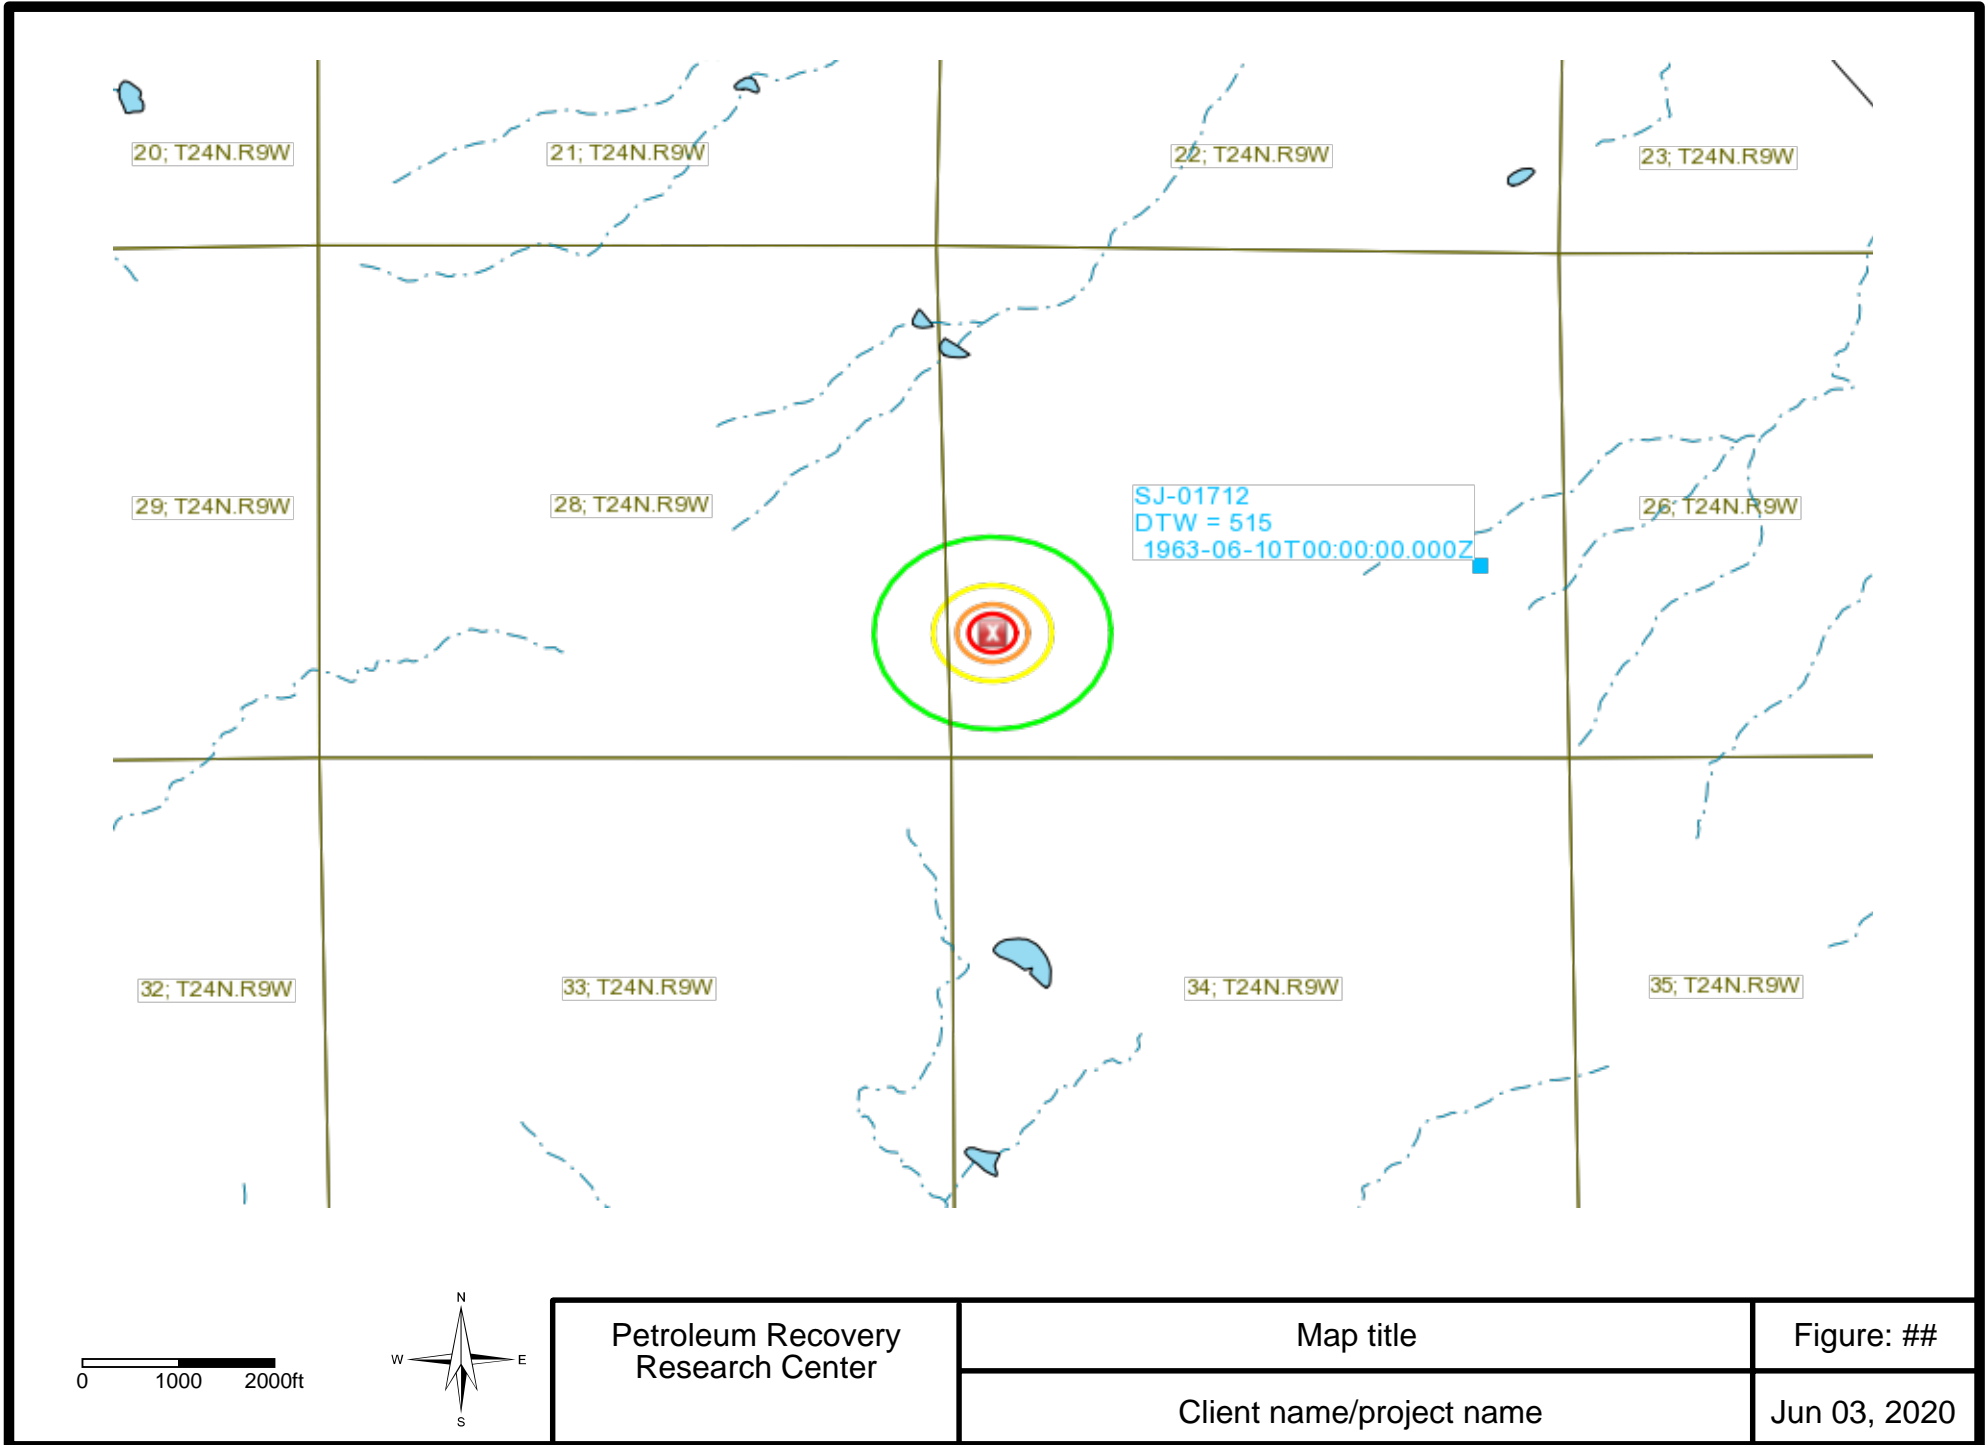 20; T24N.R9W
21; T24N.R9W
22; T24N.R9W
23; T24N.R9W
29; T24N.R9W
28; T24N.R9W
SJ-01712
DTW = 515
1963-06-10T00:00:00.000Z
26; T24N.R9W
X
32; T24N.R9W
33; T24N.R9W
34; T24N.R9W
35; T24N.R9W
0 1000 2000ft
N
W E
S
Petroleum Recovery
Research Center
Map title
Figure: ##
Client name/project name
Jun 03, 2020